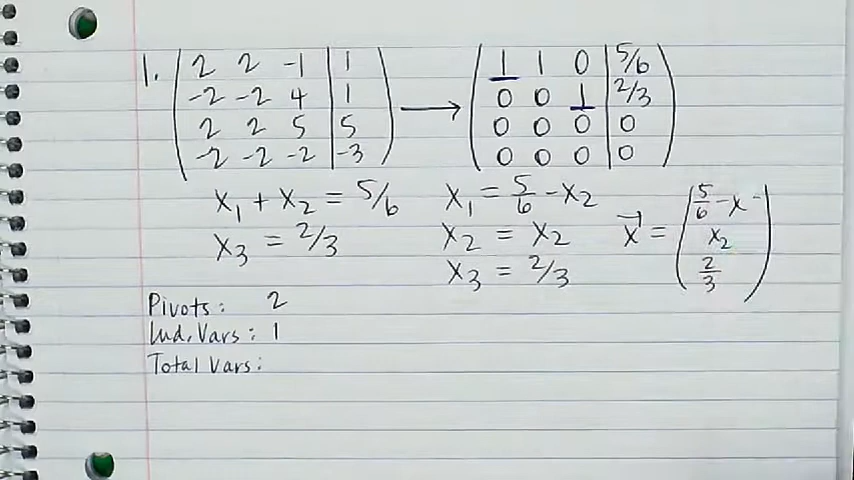 1. 2 2 -1 | 1 → 1 1 0 | 5/6
-2 -2 4 | 1 0 0 1 | 2/3
2 2 5 | 5 0 0 0 | 0
-2 -2 -2 | -3 0 0 0 | 0
x₁ + x₂ = 5/6 x₁ = 5/6 - x₂ x⃗ = (5/6 - x
x₃ = 2/3 x₂ = x₂ x₂
x₃ = 2/3 2/3)
Pivots: 2
Ind. Vars: 1
Total Vars: